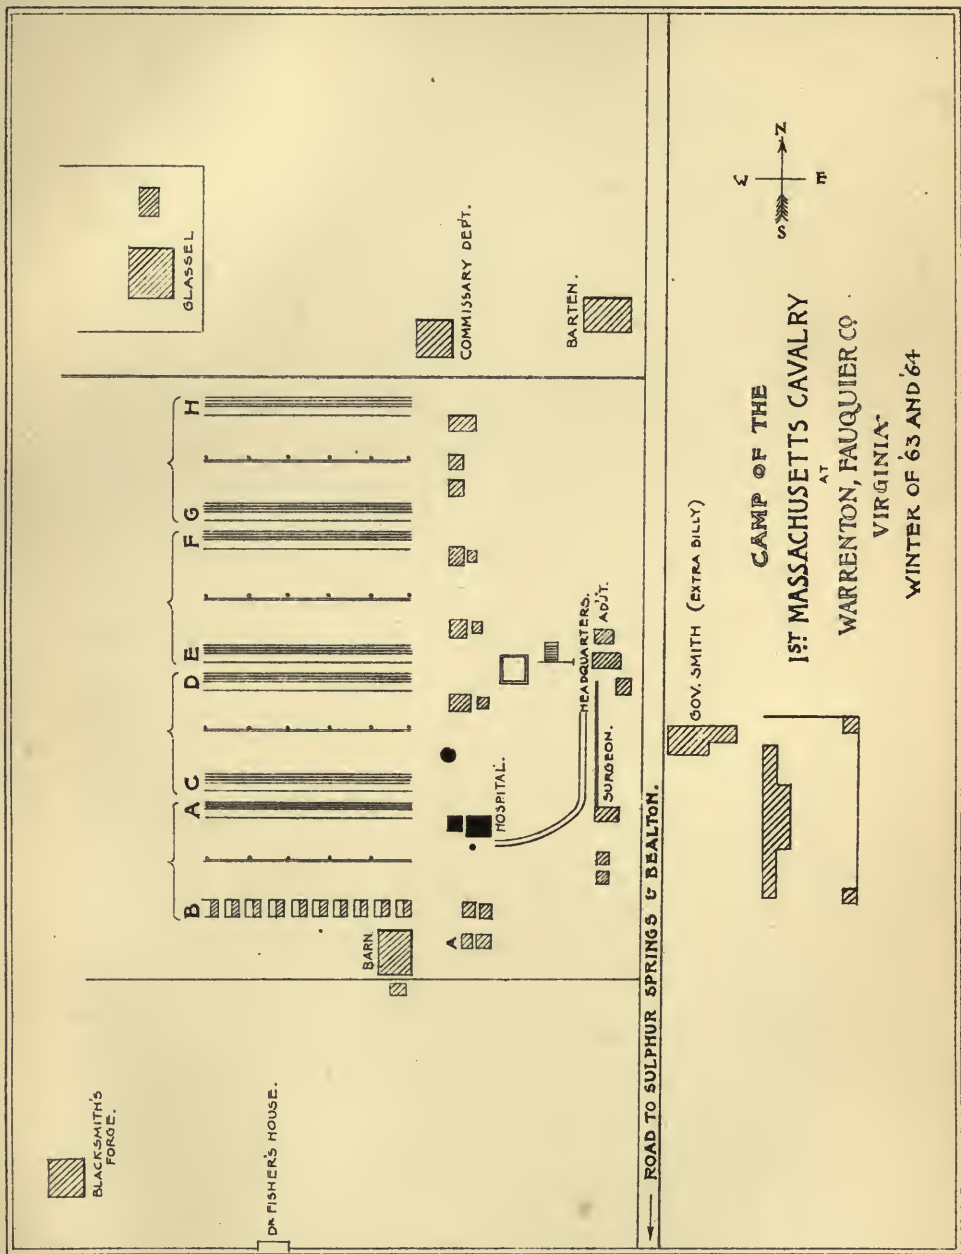 BLACKSMITH'S
FORGE.
DR. FISHER'S HOUSE.
BARN.
B
A
C
D
E
F
G
H
GLASSEL
COMMISSARY DEP'T.
BARTEN.
A
HOSPITAL.
SURGEON.
HEADQUARTERS.
ADJ'T.
ROAD TO SULPHUR SPRINGS & BEALTON.
GOV. SMITH (EXTRA BILLY)
CAMP OF THE
1ST MASSACHUSETTS CAVALRY
AT
WARRENTON, FAUQUIER CO.
VIRGINIA
WINTER OF '63 AND '64
W
N
S
E